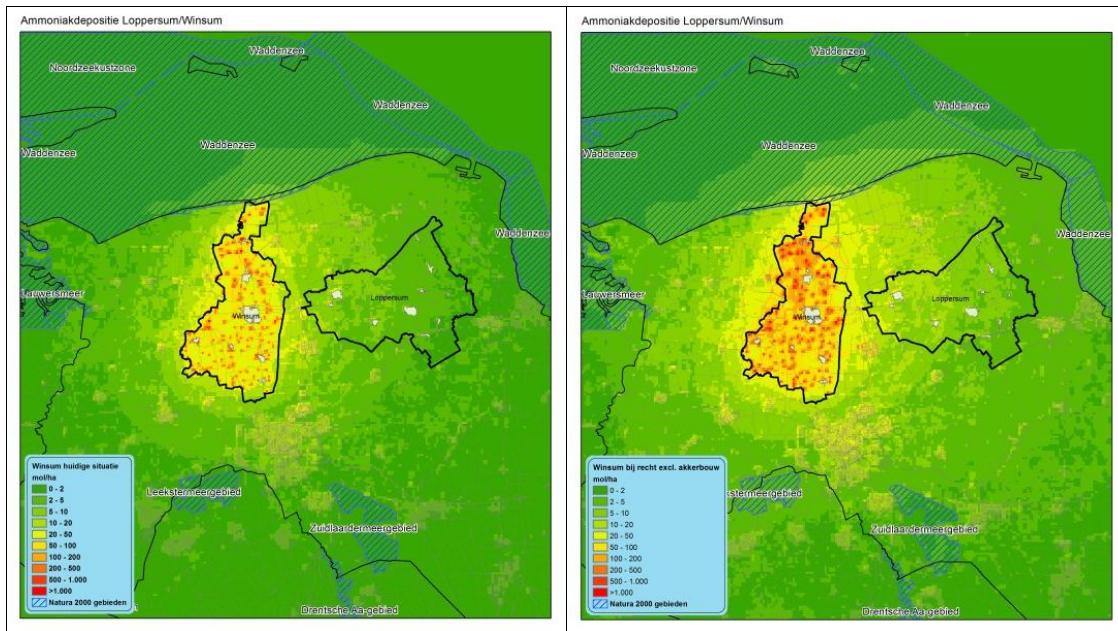 Ammoniakdepositie Loppersum/Winsum
Waddenzee
Noordzeekustzone
Waddenzee
Waddenzee
Waddenzee
Waddenzee
Lauwersmeer
Loppersum
Winsum
Winsum huidige situatie
mol/ha
0 - 2
2 - 5
5 - 10
10 - 20
20 - 50
50 - 100
100 - 200
200 - 500
500 - 1.000
>1.000
Natura 2000 gebieden
Leekstermeergebied
Zuidlaardermeergebied
Drentsche Aa-gebied
Ammoniakdepositie Loppersum/Winsum
Waddenzee
Noordzeekustzone
Waddenzee
Waddenzee
Waddenzee
Waddenzee
Lauwersmeer
Loppersum
Winsum
Winsum bij recht excl. akkerbouw
mol/ha
0 - 2
2 - 5
5 - 10
10 - 20
20 - 50
50 - 100
100 - 200
200 - 500
500 - 1.000
>1.000
Natura 2000 gebieden
kstermeergebied
Zuidlaardermeergebied
Drentsche Aa-gebied